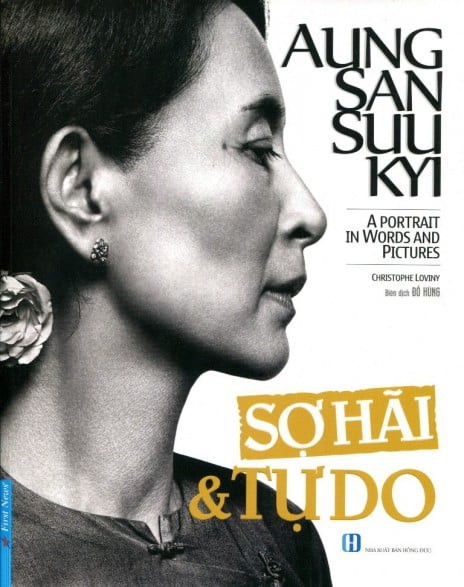 AUNG
SAN
SUU
KYI
A PORTRAIT
IN WORDS AND
PICTURES
CHRISTOPHE LOVINY
Biên dịch ĐỖ HÙNG
SỢ HÃI
& TỰ DO
First News
NHÀ XUẤT BẢN HỒNG ĐỨC